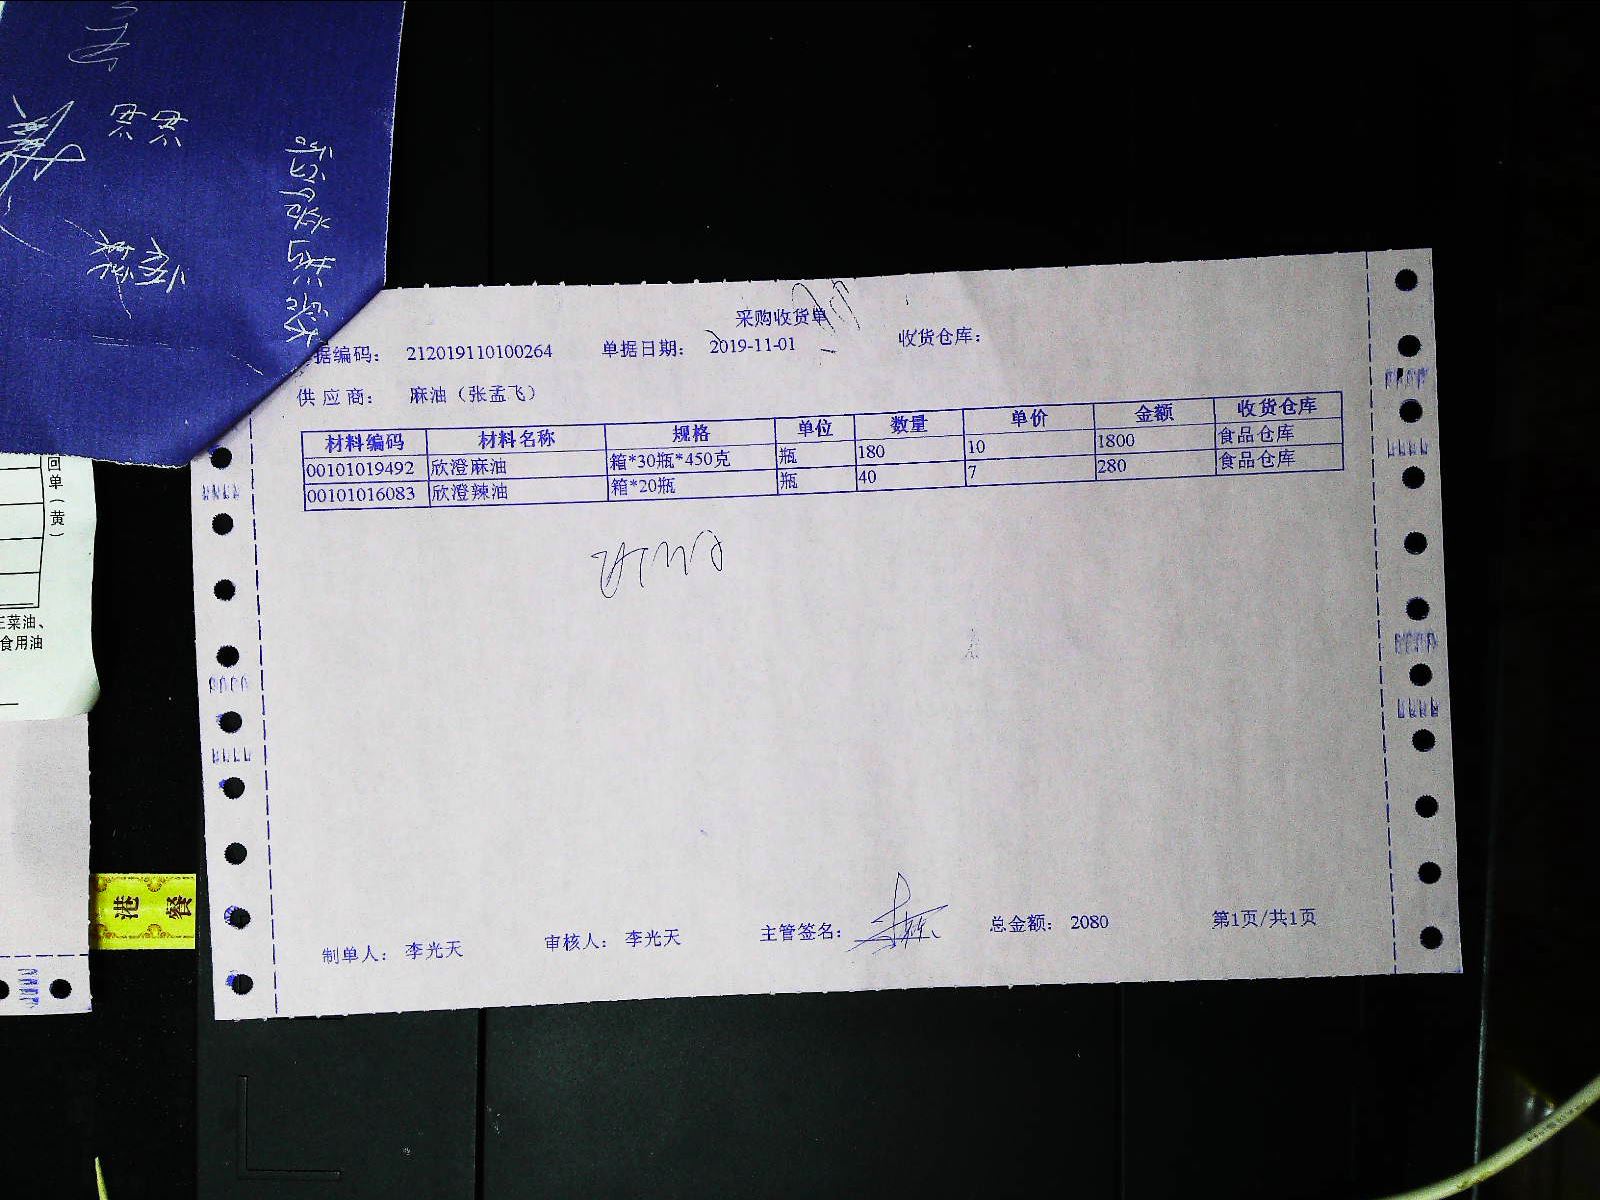 采购收货单
据编码： 212019110100264 单据日期： 2019-11-01 收货仓库：
供应商： 麻油（张孟飞）
材料编码 材料名称 规格 单位 数量 单价 金额 收货仓库
00101019492 欣澄麻油 箱*30瓶*450克 瓶 180 10 1800 食品仓库
00101016083 欣澄辣油 箱*20瓶 瓶 40 7 280 食品仓库
制单人： 李光天 审核人： 李光天 主管签名： 总金额： 2080 第1页/共1页
回单（黄）
菜油、
食用油
港 餐